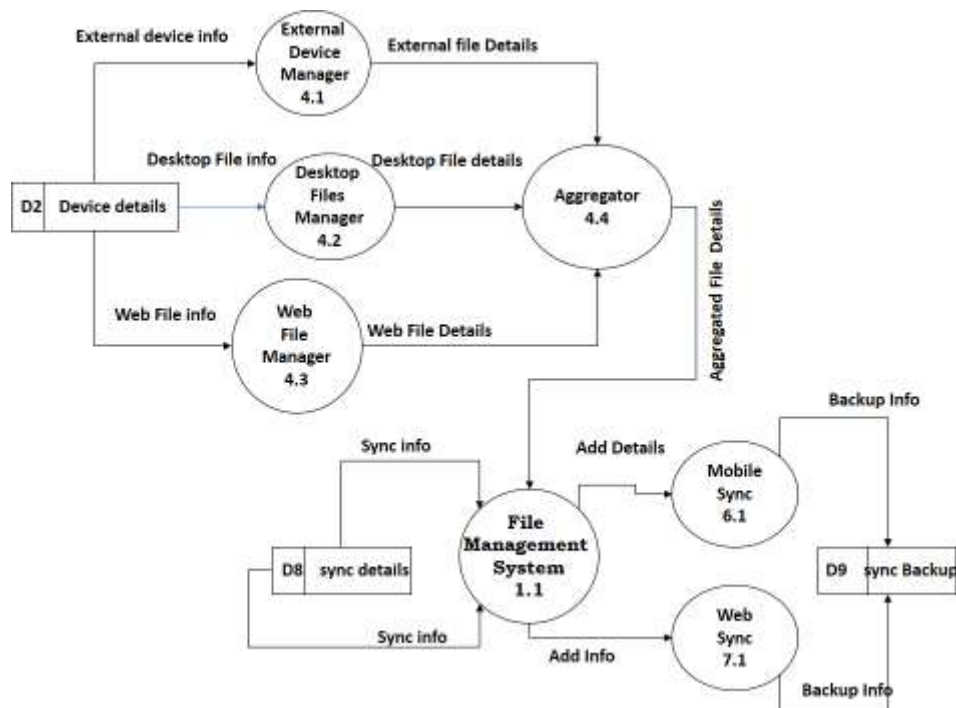 External device info
External
Device
Manager
4.1
External file Details
Desktop File info
Desktop
Files
Manager
4.2
Desktop File details
D2 Device details
Aggregator
4.4
Aggregated File Details
Web File info
Web
File
Manager
4.3
Web File Details
Backup Info
Sync info
Add Details
Mobile
Sync
6.1
File
Management
System
1.1
D8 sync details
D9 sync Backup
Sync info
Add Info
Web
Sync
7.1
Backup Info